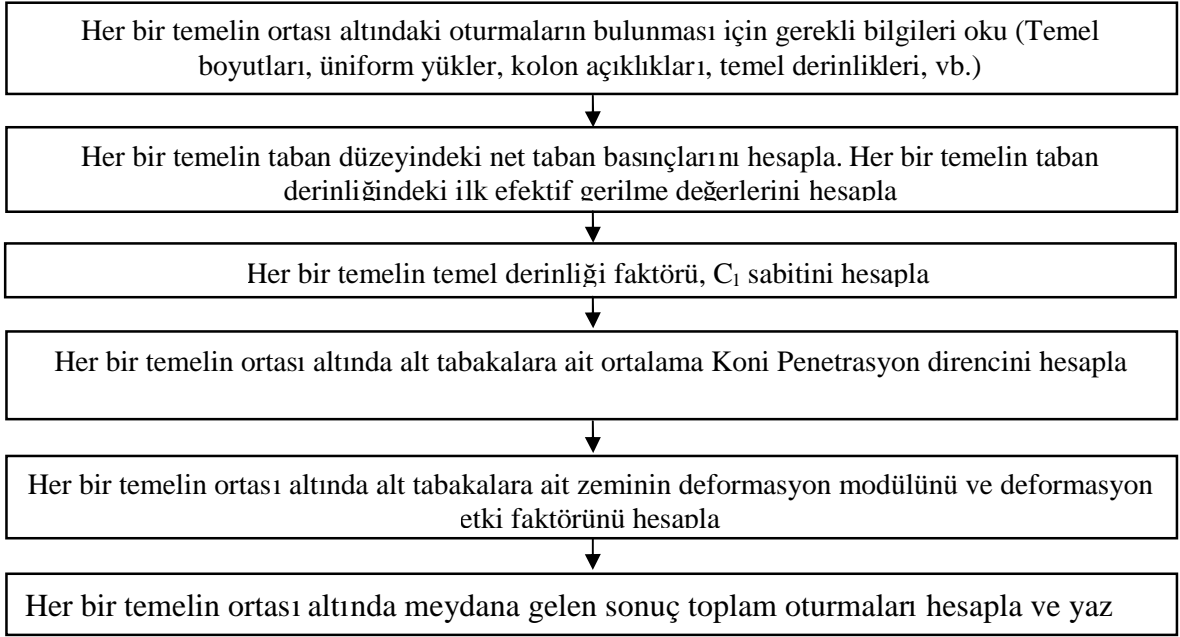 Her bir temelin ortası altındaki oturmaların bulunması için gerekli bilgileri oku (Temel
boyutları, üniform yükler, kolon açıklıkları, temel derinlikleri, vb.)
Her bir temelin taban düzeyindeki net taban basınçlarını hesapla. Her bir temelin taban
derinliğindeki ilk efektif gerilme değerlerini hesapla
Her bir temelin temel derinliği faktörü, C₁ sabitini hesapla
Her bir temelin ortası altında alt tabakalara ait ortalama Koni Penetrasyon direncini hesapla
Her bir temelin ortası altında alt tabakalara ait zeminin deformasyon modülünü ve deformasyon
etki faktörünü hesapla
Her bir temelin ortası altında meydana gelen sonuç toplam oturmaları hesapla ve yaz